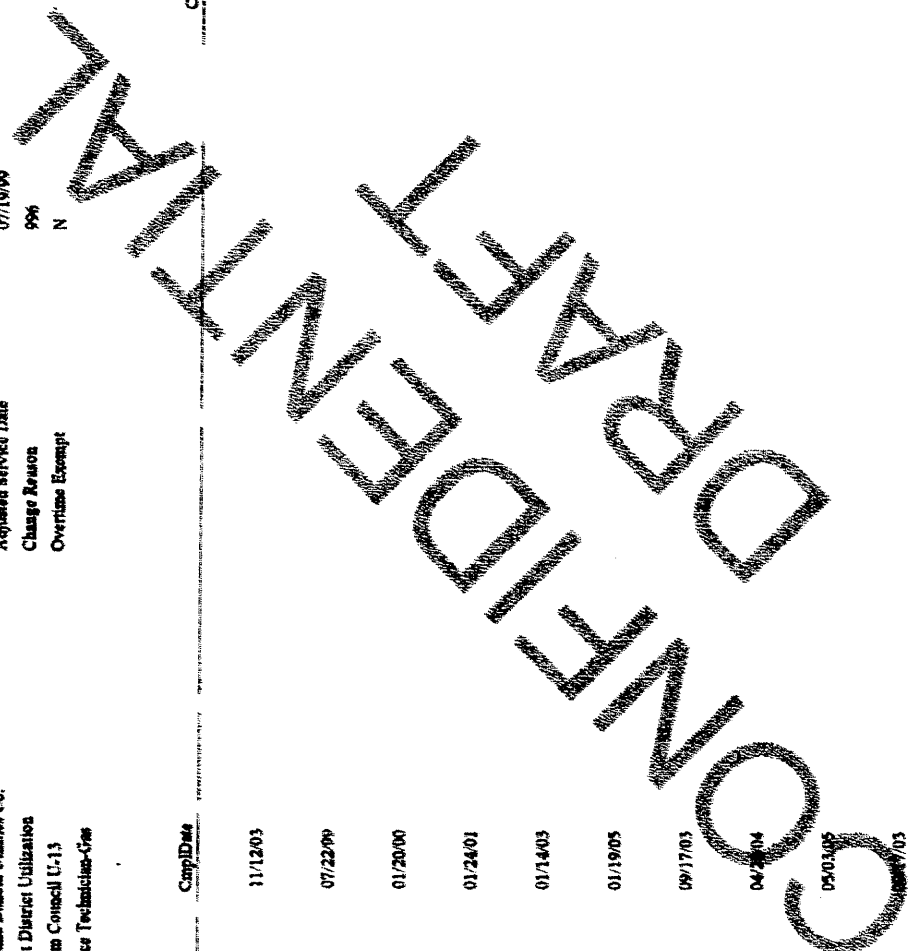 07/19/99
Change Reason 996
District Utilization Overtime Exempt N
Council U-13
Technician-Gas
CmplDate
11/12/03
07/22/99
01/20/00
01/24/01
01/14/03
01/19/05
09/17/03
05/03/05
CONFIDENTIAL
DRAFT